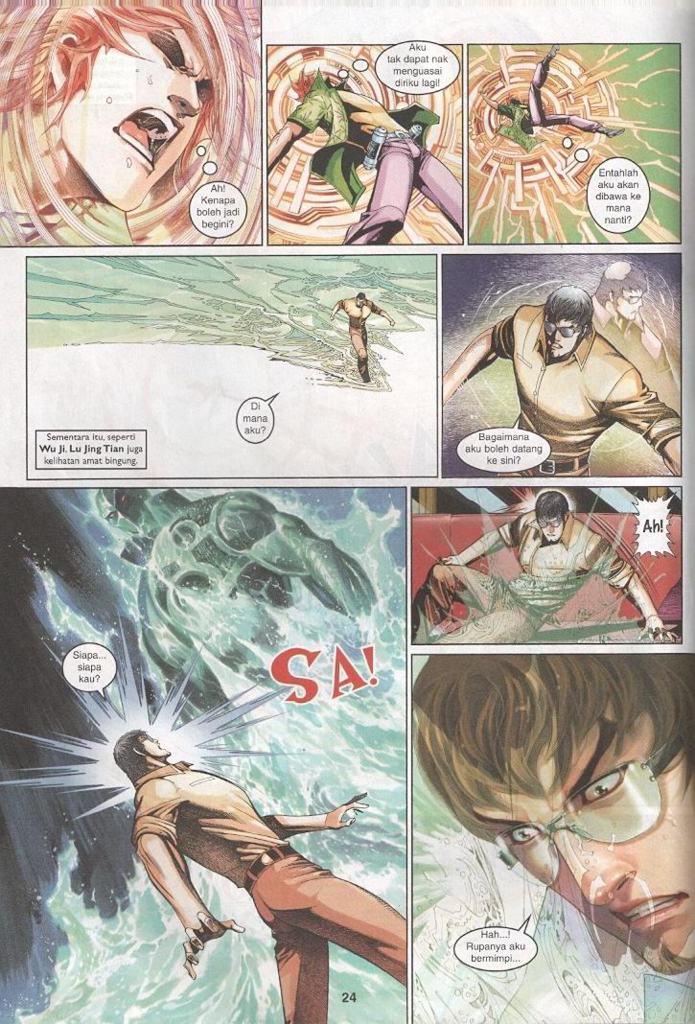 Ah!
Kenapa
boleh jadi
begini?
Aku
tak dapat nak
menguasai
diriku lagi!
Entahlah
aku akan
dibawa ke
mana
nanti?
Sementara itu, seperti
Wu Ji, Lu Jing Tian juga
kelihatan amat bingung.
Di
mana
aku?
Bagaimana
aku boleh datang
ke sini?
Siapa...
siapa
kau?
SA!
Ah!
Hah...!
Rupanya aku
bermimpi...
24